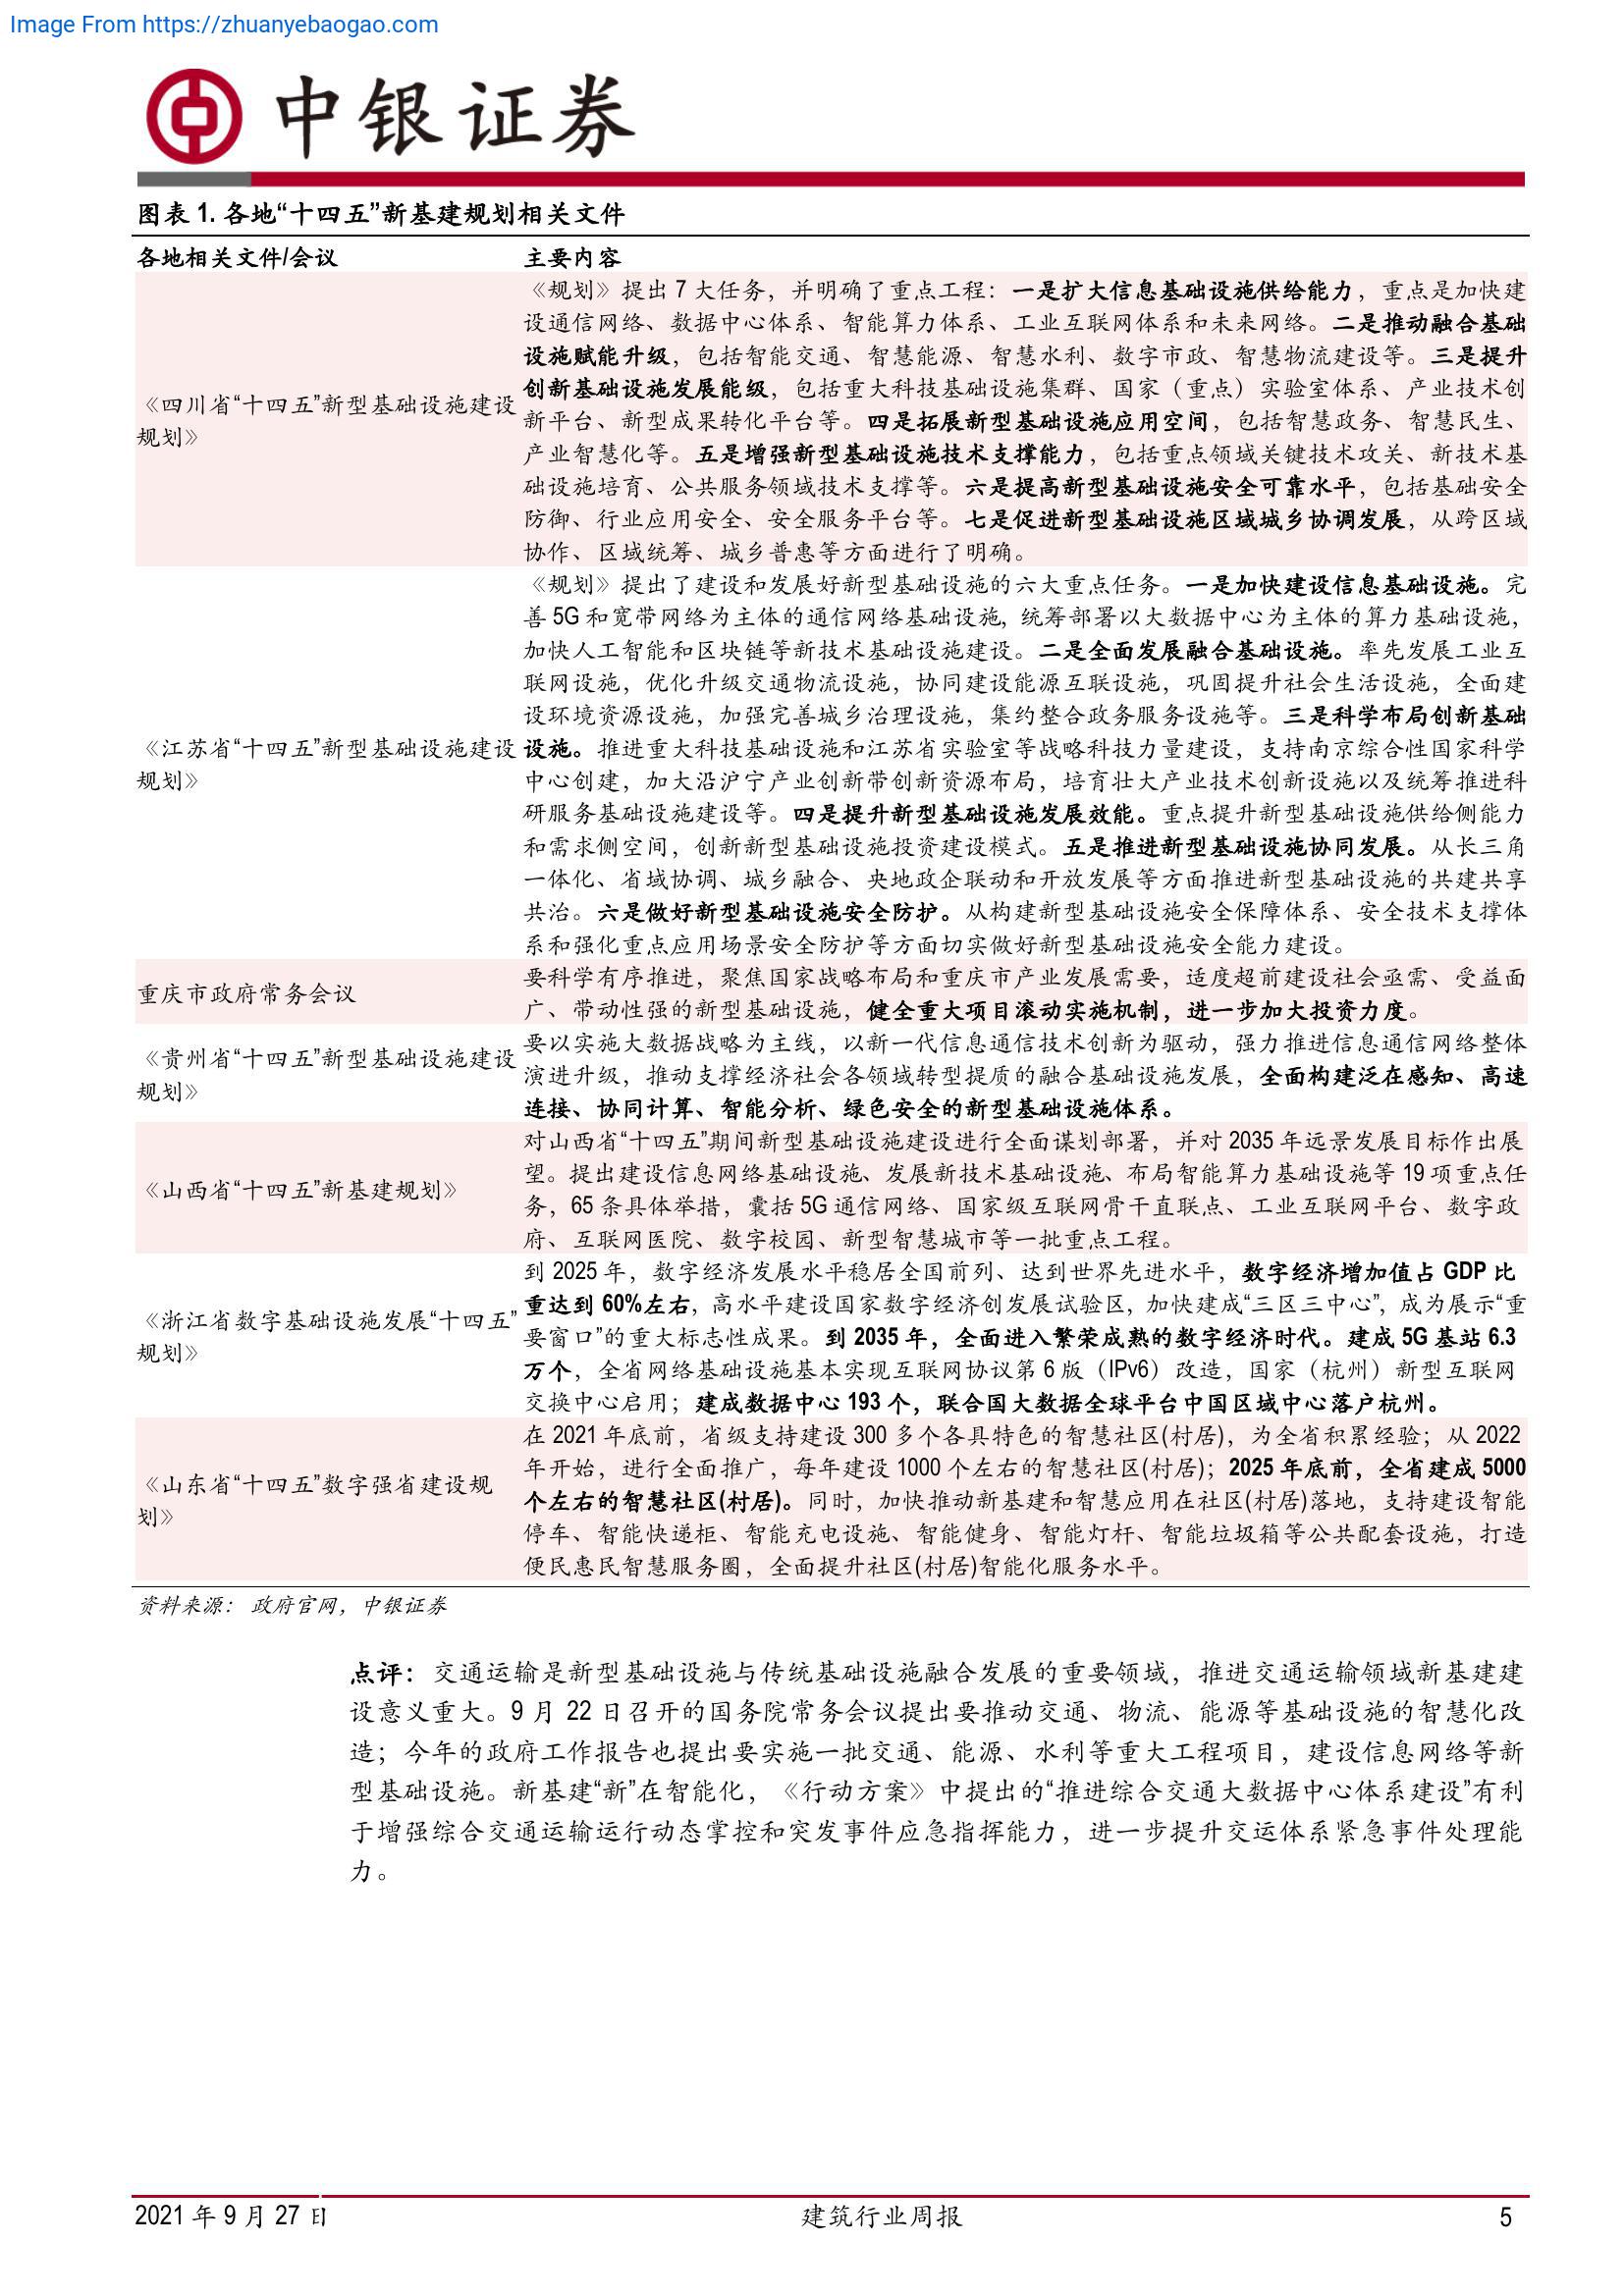 Image From https://zhuanyebaogao.com
中银证券
图表 1. 各地“十四五”新基建规划相关文件
各地相关文件/会议
主要内容
《四川省“十四五”新型基础设施建设
规划》
《规划》提出 7 大任务，并明确了重点工程：一是扩大信息基础设施供给能力，重点是加快建
设通信网络、数据中心体系、智能算力体系、工业互联网体系和未来网络。二是推动融合基础
设施赋能升级，包括智能交通、智慧能源、智慧水利、数字市政、智慧物流建设等。三是提升
创新基础设施发展能级，包括重大科技基础设施集群、国家（重点）实验室体系、产业技术创
新平台、新型成果转化平台等。四是拓展新型基础设施应用空间，包括智慧政务、智慧民生、
产业智慧化等。五是增强新型基础设施技术支撑能力，包括重点领域关键技术攻关、新技术基
础设施培育、公共服务领域技术支撑等。六是提高新型基础设施安全可靠水平，包括基础安全
防御、行业应用安全、安全服务平台等。七是促进新型基础设施区域城乡协调发展，从跨区域
协作、区域统筹、城乡普惠等方面进行了明确。
《江苏省“十四五”新型基础设施建设
规划》
《规划》提出了建设和发展好新型基础设施的六大重点任务。一是加快建设信息基础设施。完
善 5G 和宽带网络为主体的通信网络基础设施，统筹部署以大数据中心为主体的算力基础设施，
加快人工智能和区块链等新技术基础设施建设。二是全面发展融合基础设施。率先发展工业互
联网设施，优化升级交通物流设施，协同建设能源互联设施，巩固提升社会生活设施，全面建
设环境资源设施，加强完善城乡治理设施，集约整合政务服务设施等。三是科学布局创新基础
设施。推进重大科技基础设施和江苏省实验室等战略科技力量建设，支持南京综合性国家科学
中心创建，加大沿沪宁产业创新带创新资源布局，培育壮大产业技术创新设施以及统筹推进科
研服务基础设施建设等。四是提升新型基础设施发展效能。重点提升新型基础设施供给侧能力
和需求侧空间，创新新型基础设施投资建设模式。五是推进新型基础设施协同发展。从长三角
一体化、省域协调、城乡融合、央地政企联动和开放发展等方面推进新型基础设施的共建共享
共治。六是做好新型基础设施安全防护。从构建新型基础设施安全保障体系、安全技术支撑体
系和强化重点应用场景安全防护等方面切实做好新型基础设施安全能力建设。
重庆市政府常务会议
要科学有序推进，聚焦国家战略布局和重庆市产业发展需要，适度超前建设社会亟需、受益面
广、带动性强的新型基础设施，健全重大项目滚动实施机制，进一步加大投资力度。
《贵州省“十四五”新型基础设施建设
规划》
要以实施大数据战略为主线，以新一代信息通信技术创新为驱动，强力推进信息通信网络整体
演进升级，推动支撑经济社会各领域转型提质的融合基础设施发展，全面构建泛在感知、高速
连接、协同计算、智能分析、绿色安全的新型基础设施体系。
《山西省“十四五”新基建规划》
对山西省“十四五”期间新型基础设施建设进行全面谋划部署，并对 2035 年远景发展目标作出展
望。提出建设信息网络基础设施、发展新技术基础设施、布局智能算力基础设施等 19 项重点任
务，65 条具体举措，囊括 5G 通信网络、国家级互联网骨干直联点、工业互联网平台、数字政
府、互联网医院、数字校园、新型智慧城市等一批重点工程。
《浙江省数字基础设施发展“十四五”
规划》
到 2025 年，数字经济发展水平稳居全国前列、达到世界先进水平，数字经济增加值占 GDP 比
重达到 60%左右，高水平建设国家数字经济创发展试验区，加快建成“三区三中心”，成为展示“重
要窗口”的重大标志性成果。到 2035 年，全面进入繁荣成熟的数字经济时代。建成 5G 基站 6.3
万个，全省网络基础设施基本实现互联网协议第 6 版（IPv6）改造，国家（杭州）新型互联网
交换中心启用；建成数据中心 193 个，联合国大数据全球平台中国区域中心落户杭州。
《山东省“十四五”数字强省建设规
划》
在 2021 年底前，省级支持建设 300 多个各具特色的智慧社区(村居)，为全省积累经验；从 2022
年开始，进行全面推广，每年建设 1000 个左右的智慧社区(村居)；2025 年底前，全省建成 5000
个左右的智慧社区(村居)。同时，加快推动新基建和智慧应用在社区(村居)落地，支持建设智能
停车、智能快递柜、智能充电设施、智能健身、智能灯杆、智能垃圾箱等公共配套设施，打造
便民惠民智慧服务圈，全面提升社区(村居)智能化服务水平。
资料来源：政府官网，中银证券
点评：交通运输是新型基础设施与传统基础设施融合发展的重要领域，推进交通运输领域新基建建
设意义重大。9 月 22 日召开的国务院常务会议提出要推动交通、物流、能源等基础设施的智慧化改
造；今年的政府工作报告也提出要实施一批交通、能源、水利等重大工程项目，建设信息网络等新
型基础设施。新基建“新”在智能化，《行动方案》中提出的“推进综合交通大数据中心体系建设”有利
于增强综合交通运输运行动态掌控和突发事件应急指挥能力，进一步提升交运体系紧急事件处理能
力。
2021 年 9 月 27 日
建筑行业周报
5